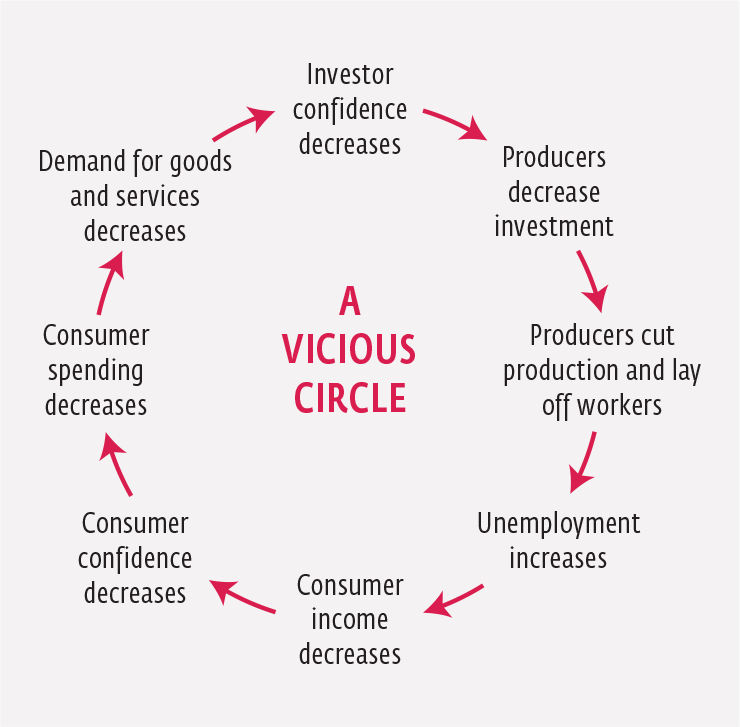 Investor
confidence
decreases
Producers
decrease
investment
Producers cut
production and lay
off workers
Unemployment
increases
Consumer
income
decreases
Consumer
confidence
decreases
Consumer
spending
decreases
Demand for goods
and services
decreases
A
VICIOUS
CIRCLE